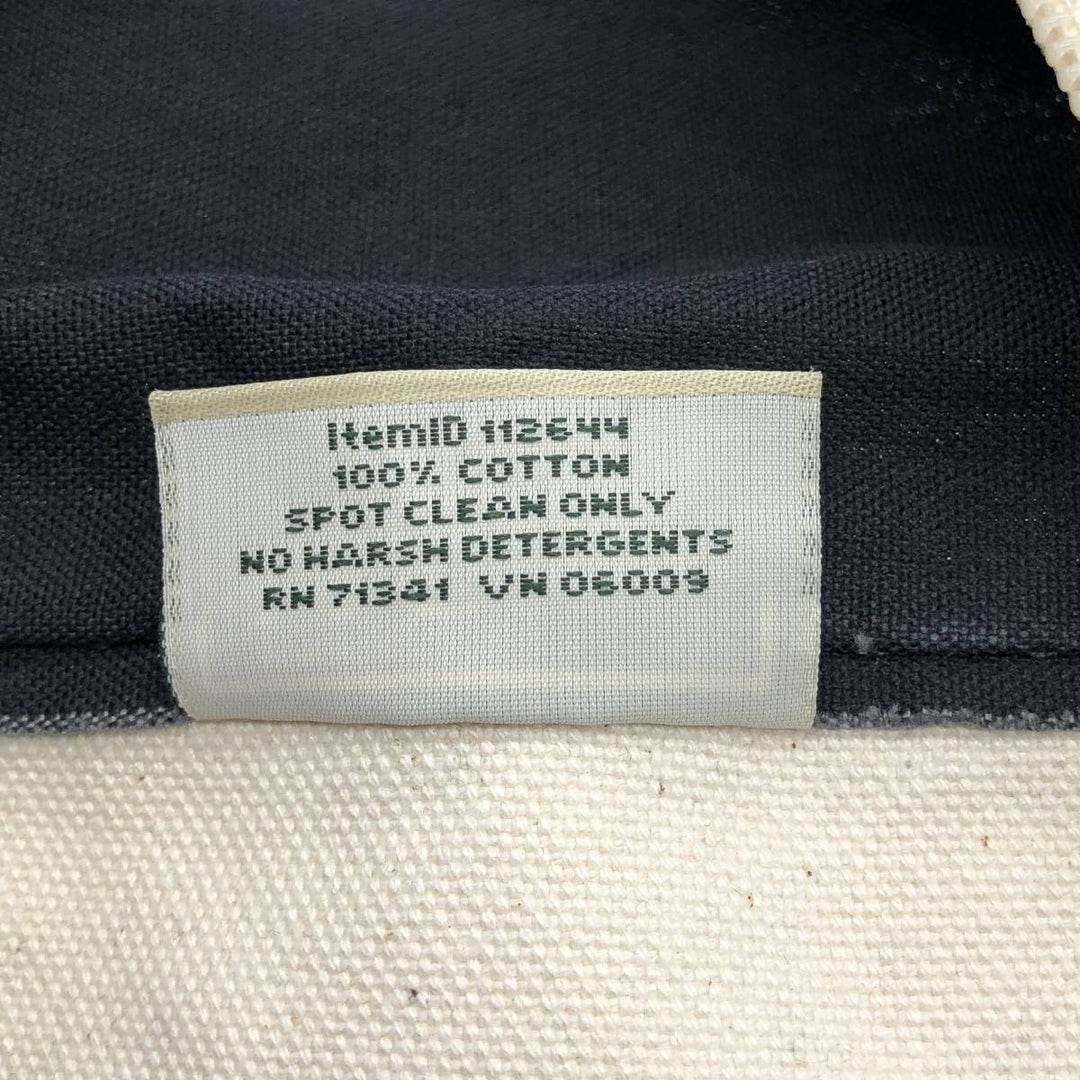 ItemID 112644
100% COTTON
SPOT CLEAN ONLY
NO HARSH DETERGENTS
RN 71341 VN 06009